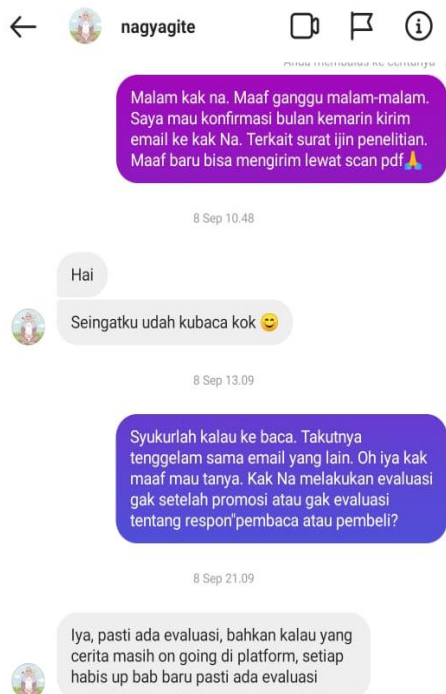 nagyagite
Anda membalas ke ceritanya
Malam kak na. Maaf ganggu malam-malam.
Saya mau konfirmasi bulan kemarin kirim
email ke kak Na. Terkait surat ijin penelitian.
Maaf baru bisa mengirim lewat scan pdf🙏
8 Sep 10.48
Hai
Seingatku udah kubaca kok 😊
8 Sep 13.09
Syukurlah kalau ke baca. Takutnya
tenggelam sama email yang lain. Oh iya kak
maaf mau tanya. Kak Na melakukan evaluasi
gak setelah promosi atau gak evaluasi
tentang respon"pembaca atau pembeli?
8 Sep 21.09
Iya, pasti ada evaluasi, bahkan kalau yang
cerita masih on going di platform, setiap
habis up bab baru pasti ada evaluasi